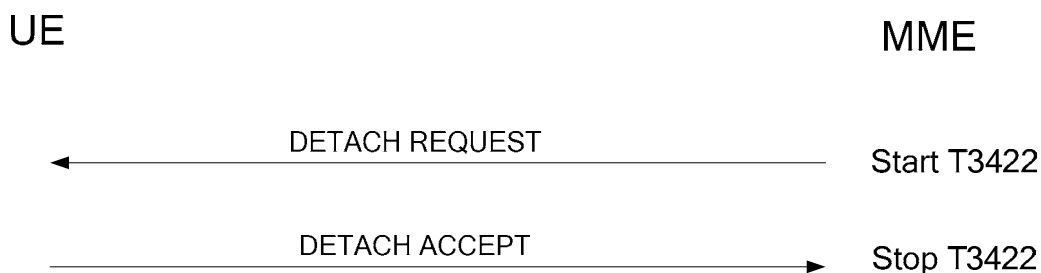 UE
MME
DETACH REQUEST
Start T3422
DETACH ACCEPT
Stop T3422